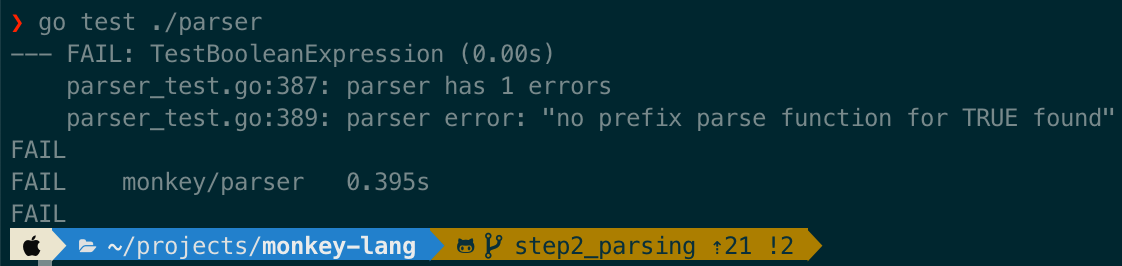 ❯ go test ./parser
--- FAIL: TestBooleanExpression (0.00s)
    parser_test.go:387: parser has 1 errors
    parser_test.go:389: parser error: "no prefix parse function for TRUE found"
FAIL
FAIL    monkey/parser   0.395s
FAIL
~/projects/monkey-lang step2_parsing ⇡21 !2